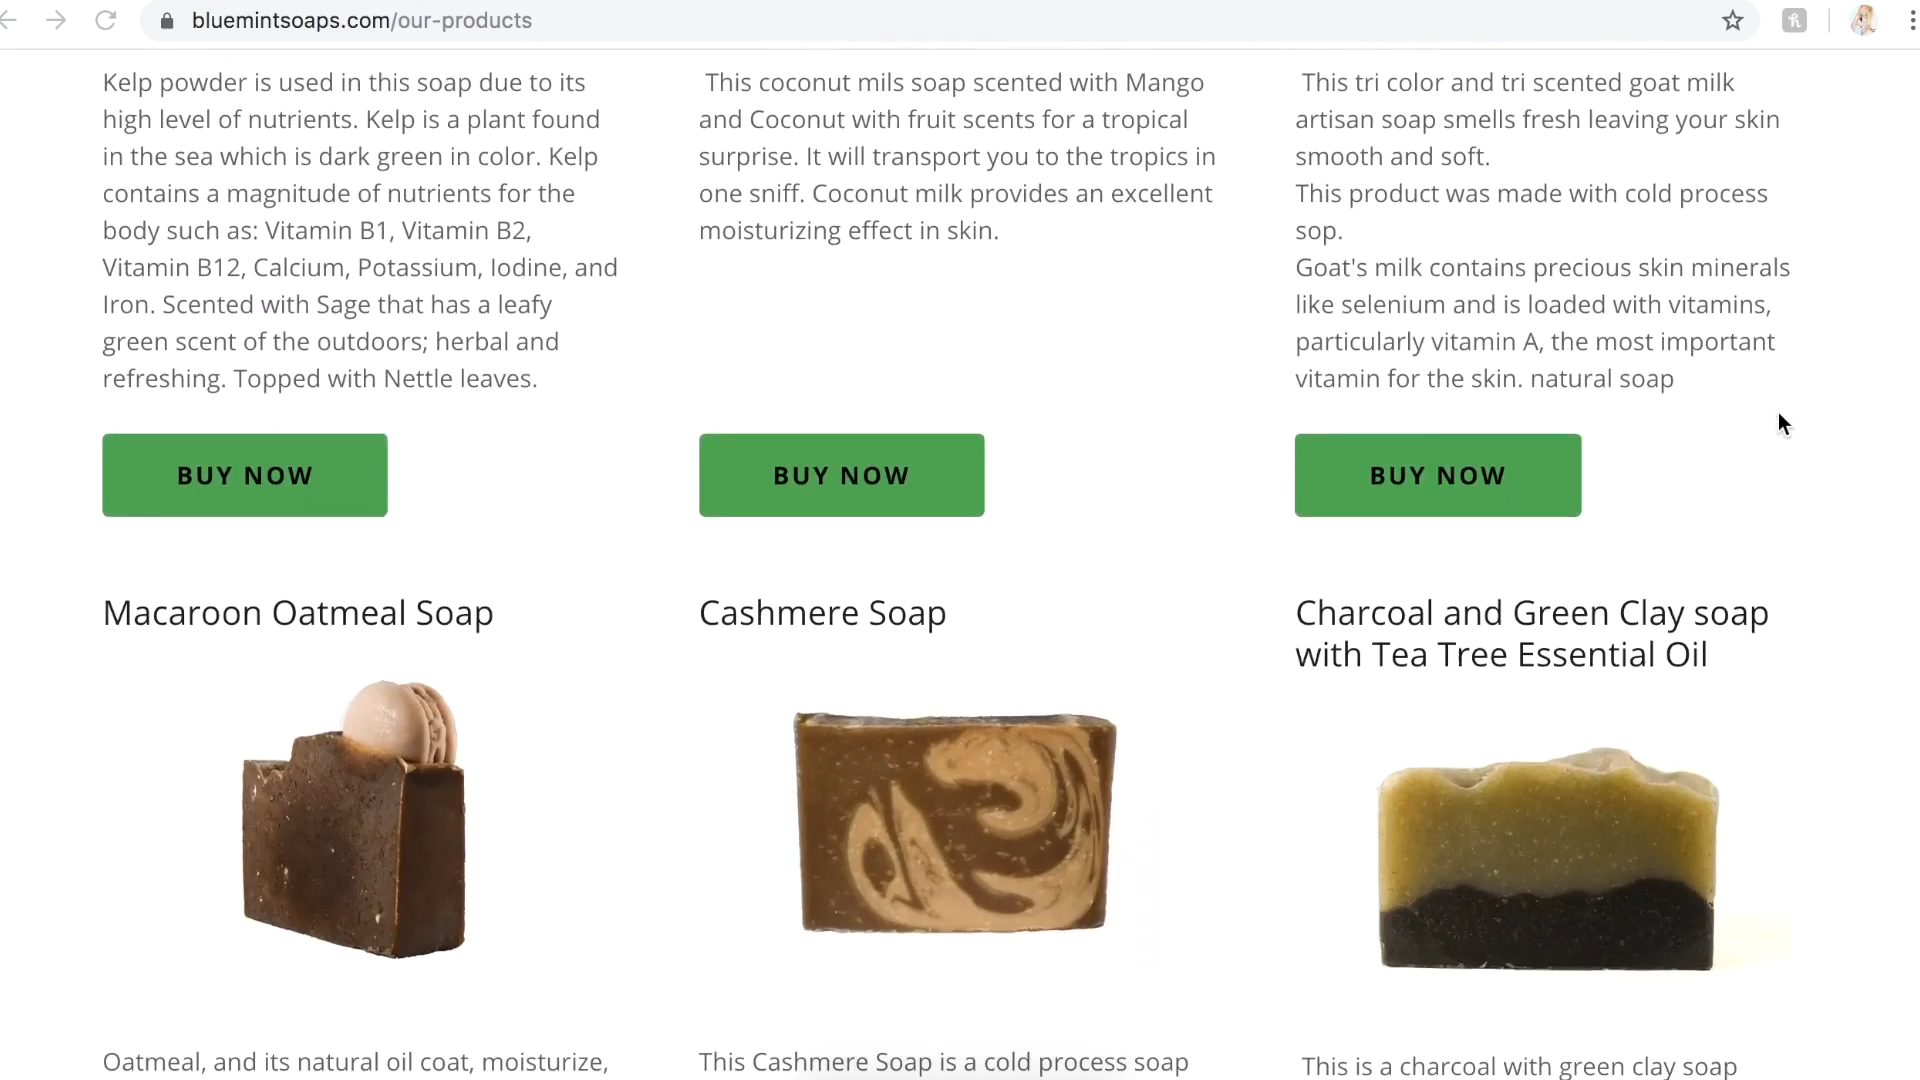 bluemintsoaps.com/our-products
Kelp powder is used in this soap due to its
high level of nutrients. Kelp is a plant found
in the sea which is dark green in color. Kelp
contains a magnitude of nutrients for the
body such as: Vitamin B1, Vitamin B2,
Vitamin B12, Calcium, Potassium, Iodine, and
Iron. Scented with Sage that has a leafy
green scent of the outdoors; herbal and
refreshing. Topped with Nettle leaves.
BUY NOW
This coconut mils soap scented with Mango
and Coconut with fruit scents for a tropical
surprise. It will transport you to the tropics in
one sniff. Coconut milk provides an excellent
moisturizing effect in skin.
BUY NOW
This tri color and tri scented goat milk
artisan soap smells fresh leaving your skin
smooth and soft.
This product was made with cold process
sop.
Goat's milk contains precious skin minerals
like selenium and is loaded with vitamins,
particularly vitamin A, the most important
vitamin for the skin. natural soap
BUY NOW
Macaroon Oatmeal Soap
Oatmeal, and its natural oil coat, moisturize,
Cashmere Soap
This Cashmere Soap is a cold process soap
Charcoal and Green Clay soap
with Tea Tree Essential Oil
This is a charcoal with green clay soap